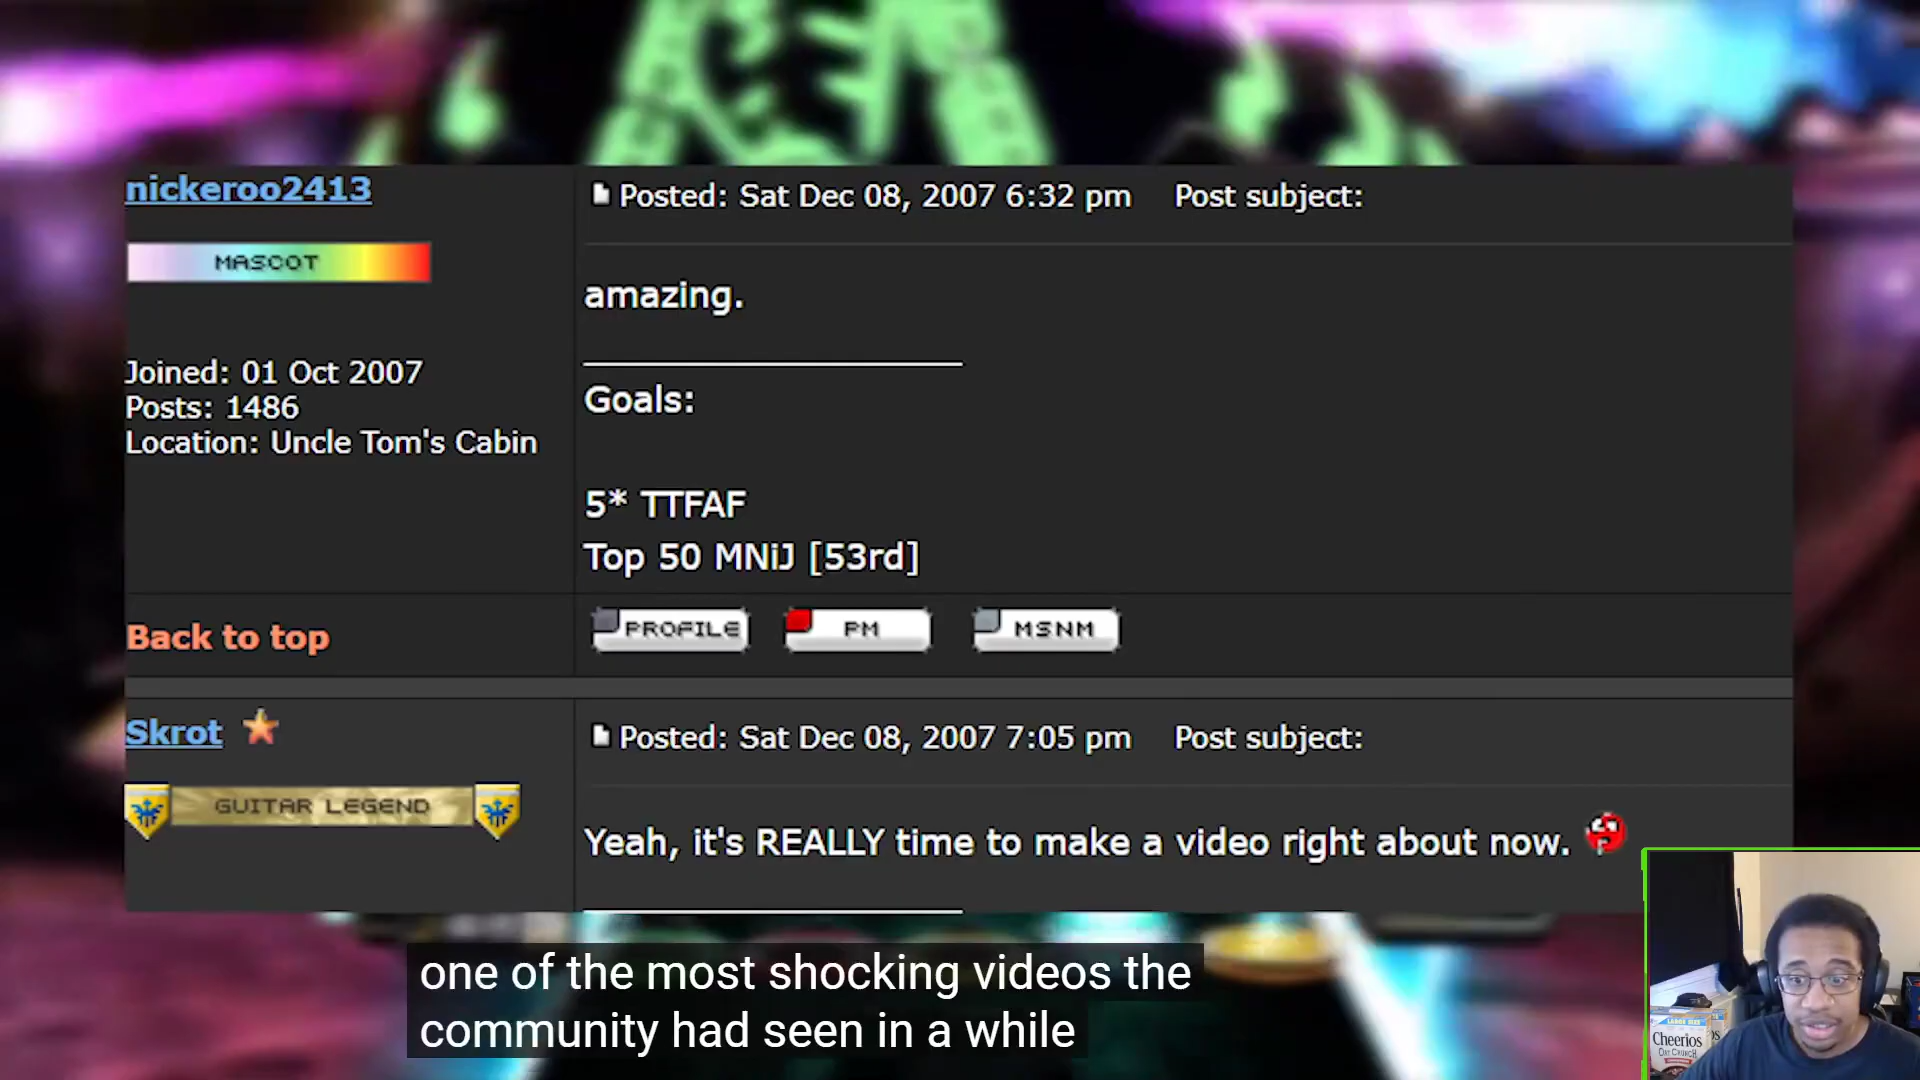 nickeroo2413
Posted: Sat Dec 08, 2007 6:32 pm Post subject:
MASCOT
amazing.
Joined: 01 Oct 2007
Posts: 1486
Location: Uncle Tom's Cabin
Goals:
5* TTFAF
Top 50 MNiJ [53rd]
Back to top
PROFILE PM MSNM
Skrot
Posted: Sat Dec 08, 2007 7:05 pm Post subject:
GUITAR LEGEND
Yeah, it's REALLY time to make a video right about now.
one of the most shocking videos the
community had seen in a while
Cheerios